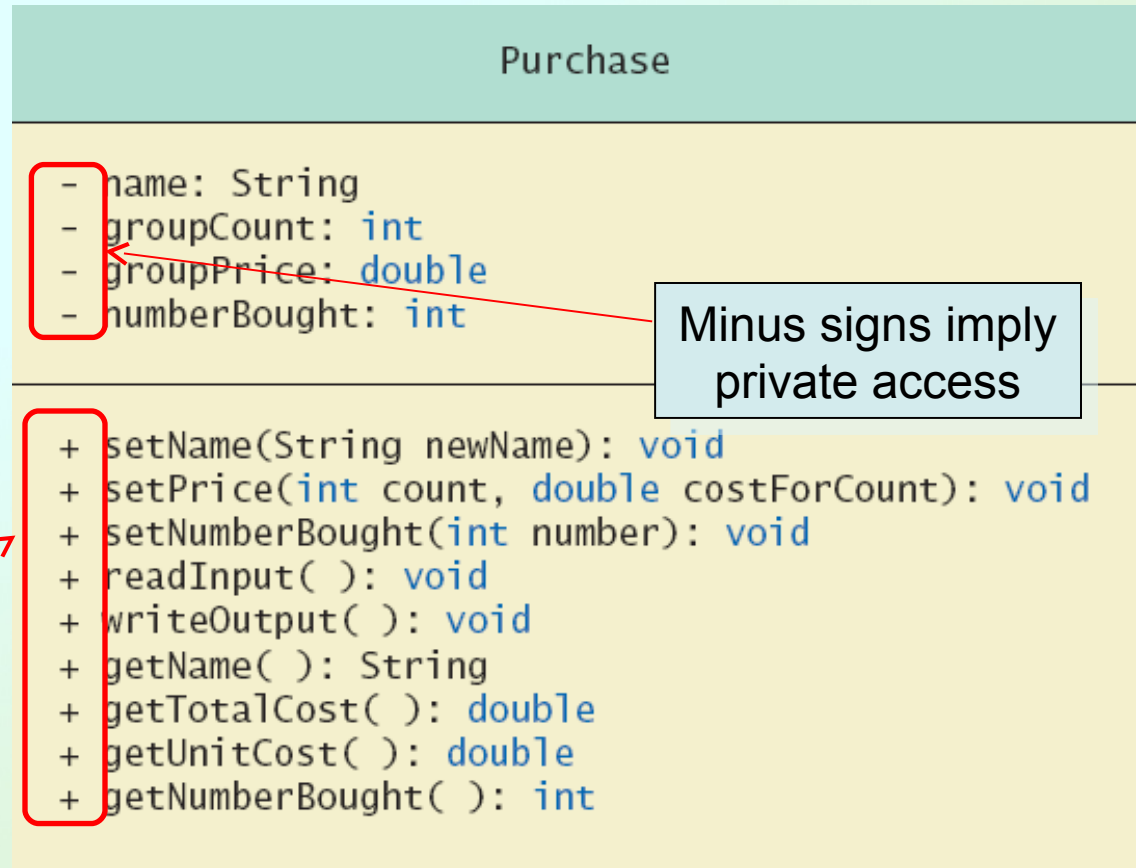 Purchase
- name: String
- groupCount: int
- groupPrice: double
- numberBought: int
Minus signs imply
private access
+ setName(String newName): void
+ setPrice(int count, double costForCount): void
+ setNumberBought(int number): void
+ readInput( ): void
+ writeOutput( ): void
+ getName( ): String
+ getTotalCost( ): double
+ getUnitCost( ): double
+ getNumberBought( ): int